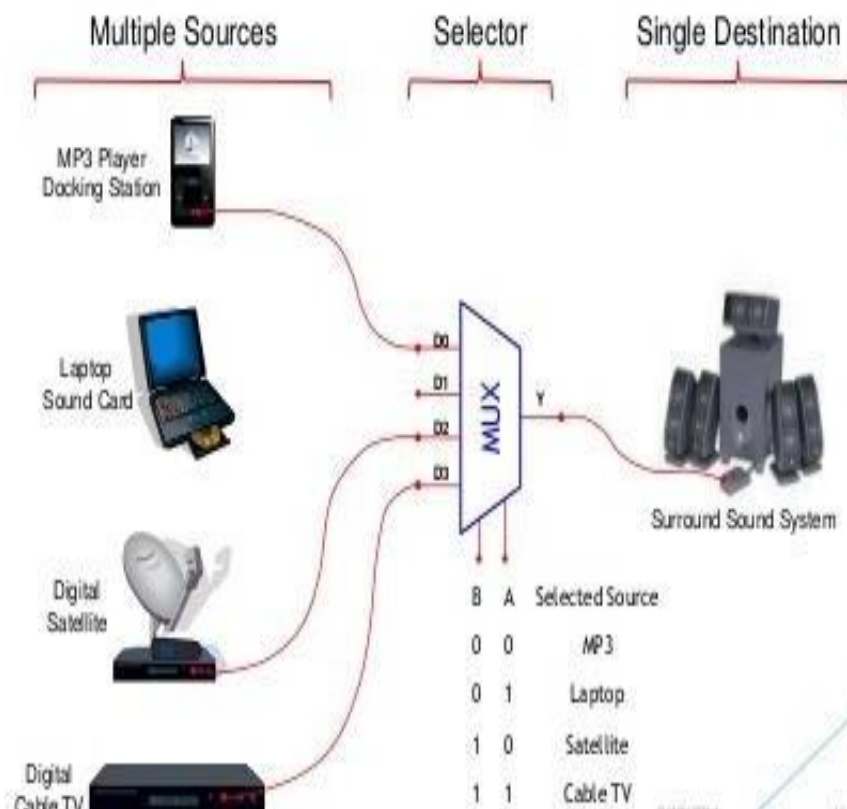 Multiple Sources
Selector
Single Destination
MP3 Player
Docking Station
Laptop
Sound Card
Digital
Satellite
Digital
Cable TV
D0
D1
D2
D3
MUX
Y
Surround Sound System
B A Selected Source
0 0 MP3
0 1 Laptop
1 0 Satellite
1 1 Cable TV